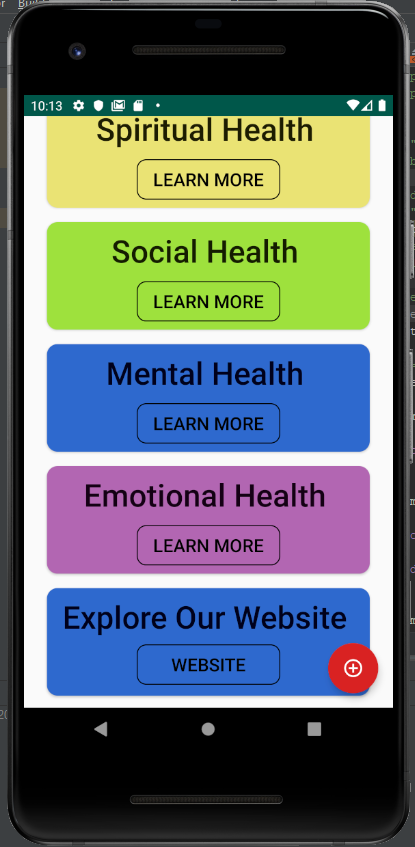 10:13
Spiritual Health
LEARN MORE
Social Health
LEARN MORE
Mental Health
LEARN MORE
Emotional Health
LEARN MORE
Explore Our Website
WEBSITE